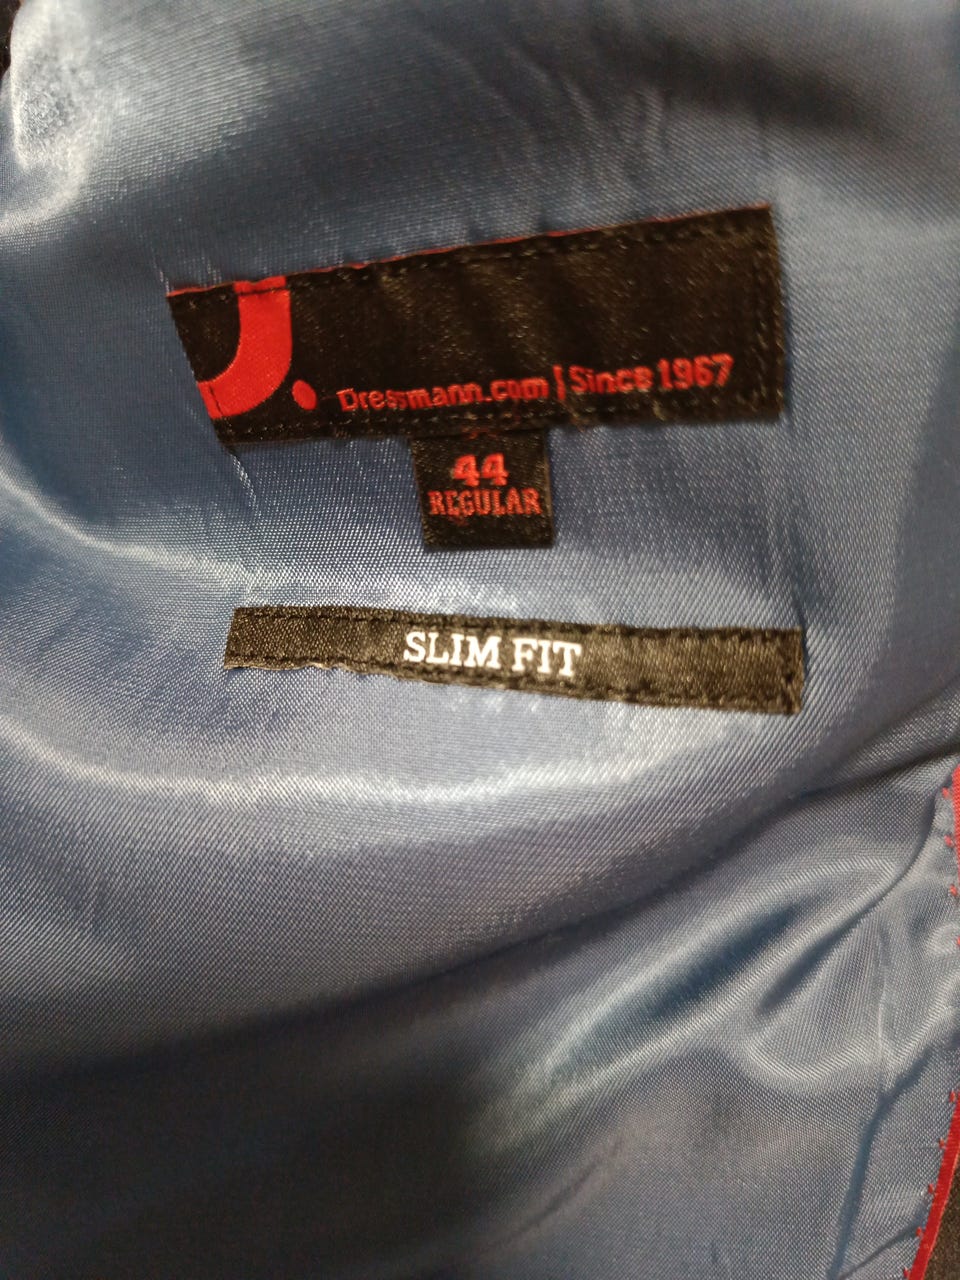 Dressmann.com | Since 1967
44
REGULAR
SLIM FIT